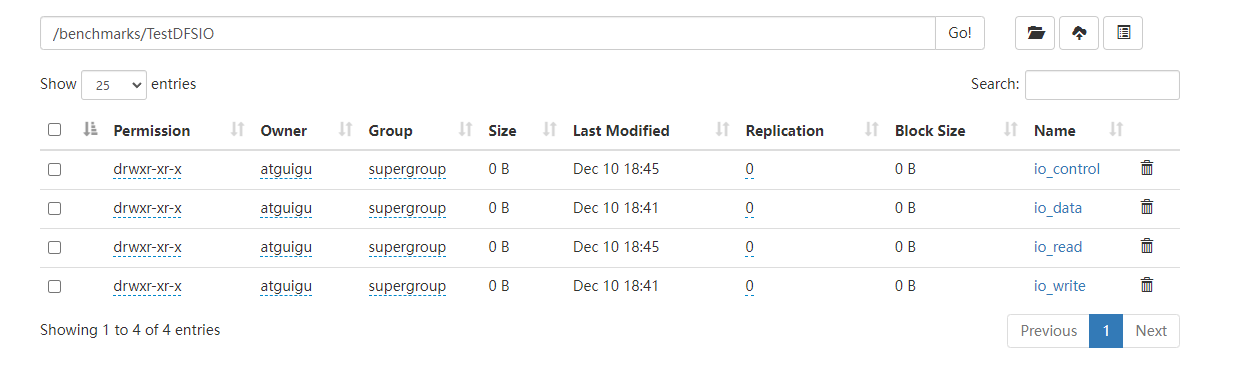 /benchmarks/TestDFSIO Go!
Show 25 entries Search:
Permission Owner Group Size Last Modified Replication Block Size Name
drwxr-xr-x atguigu supergroup 0 B Dec 10 18:45 0 0 B io_control
drwxr-xr-x atguigu supergroup 0 B Dec 10 18:41 0 0 B io_data
drwxr-xr-x atguigu supergroup 0 B Dec 10 18:45 0 0 B io_read
drwxr-xr-x atguigu supergroup 0 B Dec 10 18:41 0 0 B io_write
Showing 1 to 4 of 4 entries Previous 1 Next